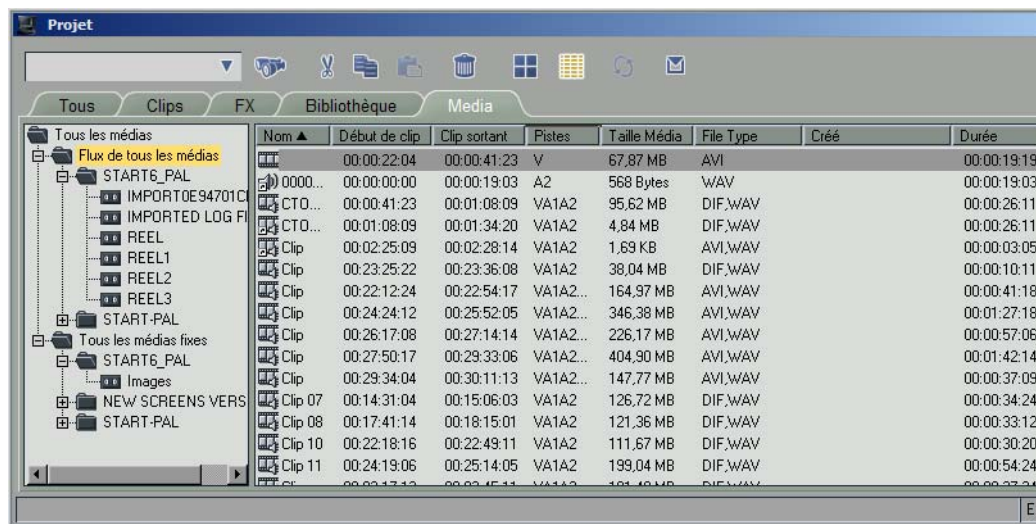 Projet
Tous Clips FX Bibliothèque Media
Tous les médias
Flux de tous les médias
START6_PAL
IMPORT0E94701C
IMPORTED LOG FI
REEL
REEL1
REEL2
REEL3
START-PAL
Tous les médias fixes
START6_PAL
Images
NEW SCREENS VERS
START-PAL
Nom ▲ Début de clip Clip sortant Pistes Taille Média File Type Créé Durée
00:00:22:04 00:00:41:23 V 67,87 MB AVI 00:00:19:19
0000... 00:00:00:00 00:00:19:03 A2 568 Bytes WAV 00:00:19:03
CTO... 00:00:41:23 00:01:08:09 VA1A2 95,62 MB DIF,WAV 00:00:26:11
CTO... 00:01:08:09 00:01:34:20 VA1A2 4,84 MB DIF,WAV 00:00:26:11
Clip 00:02:25:09 00:02:28:14 VA1A2 1,69 KB AVI,WAV 00:00:03:05
Clip 00:23:25:22 00:23:36:08 VA1A2 38,04 MB DIF,WAV 00:00:10:11
Clip 00:22:12:24 00:22:54:17 VA1A2... 164,97 MB AVI,WAV 00:00:41:18
Clip 00:24:24:12 00:25:52:05 VA1A2... 346,38 MB AVI,WAV 00:01:27:18
Clip 00:26:17:08 00:27:14:14 VA1A2... 226,17 MB AVI,WAV 00:00:57:06
Clip 00:27:50:17 00:29:33:06 VA1A2... 404,90 MB AVI,WAV 00:01:42:14
Clip 00:29:34:04 00:30:11:13 VA1A2... 147,77 MB AVI,WAV 00:00:37:09
Clip 07 00:14:31:04 00:15:06:03 VA1A2 126,72 MB DIF,WAV 00:00:34:24
Clip 08 00:17:41:14 00:18:15:01 VA1A2 121,36 MB DIF,WAV 00:00:33:12
Clip 10 00:22:18:16 00:22:49:11 VA1A2 111,67 MB DIF,WAV 00:00:30:20
Clip 11 00:24:19:06 00:25:14:05 VA1A2 199,04 MB DIF,WAV 00:00:54:24